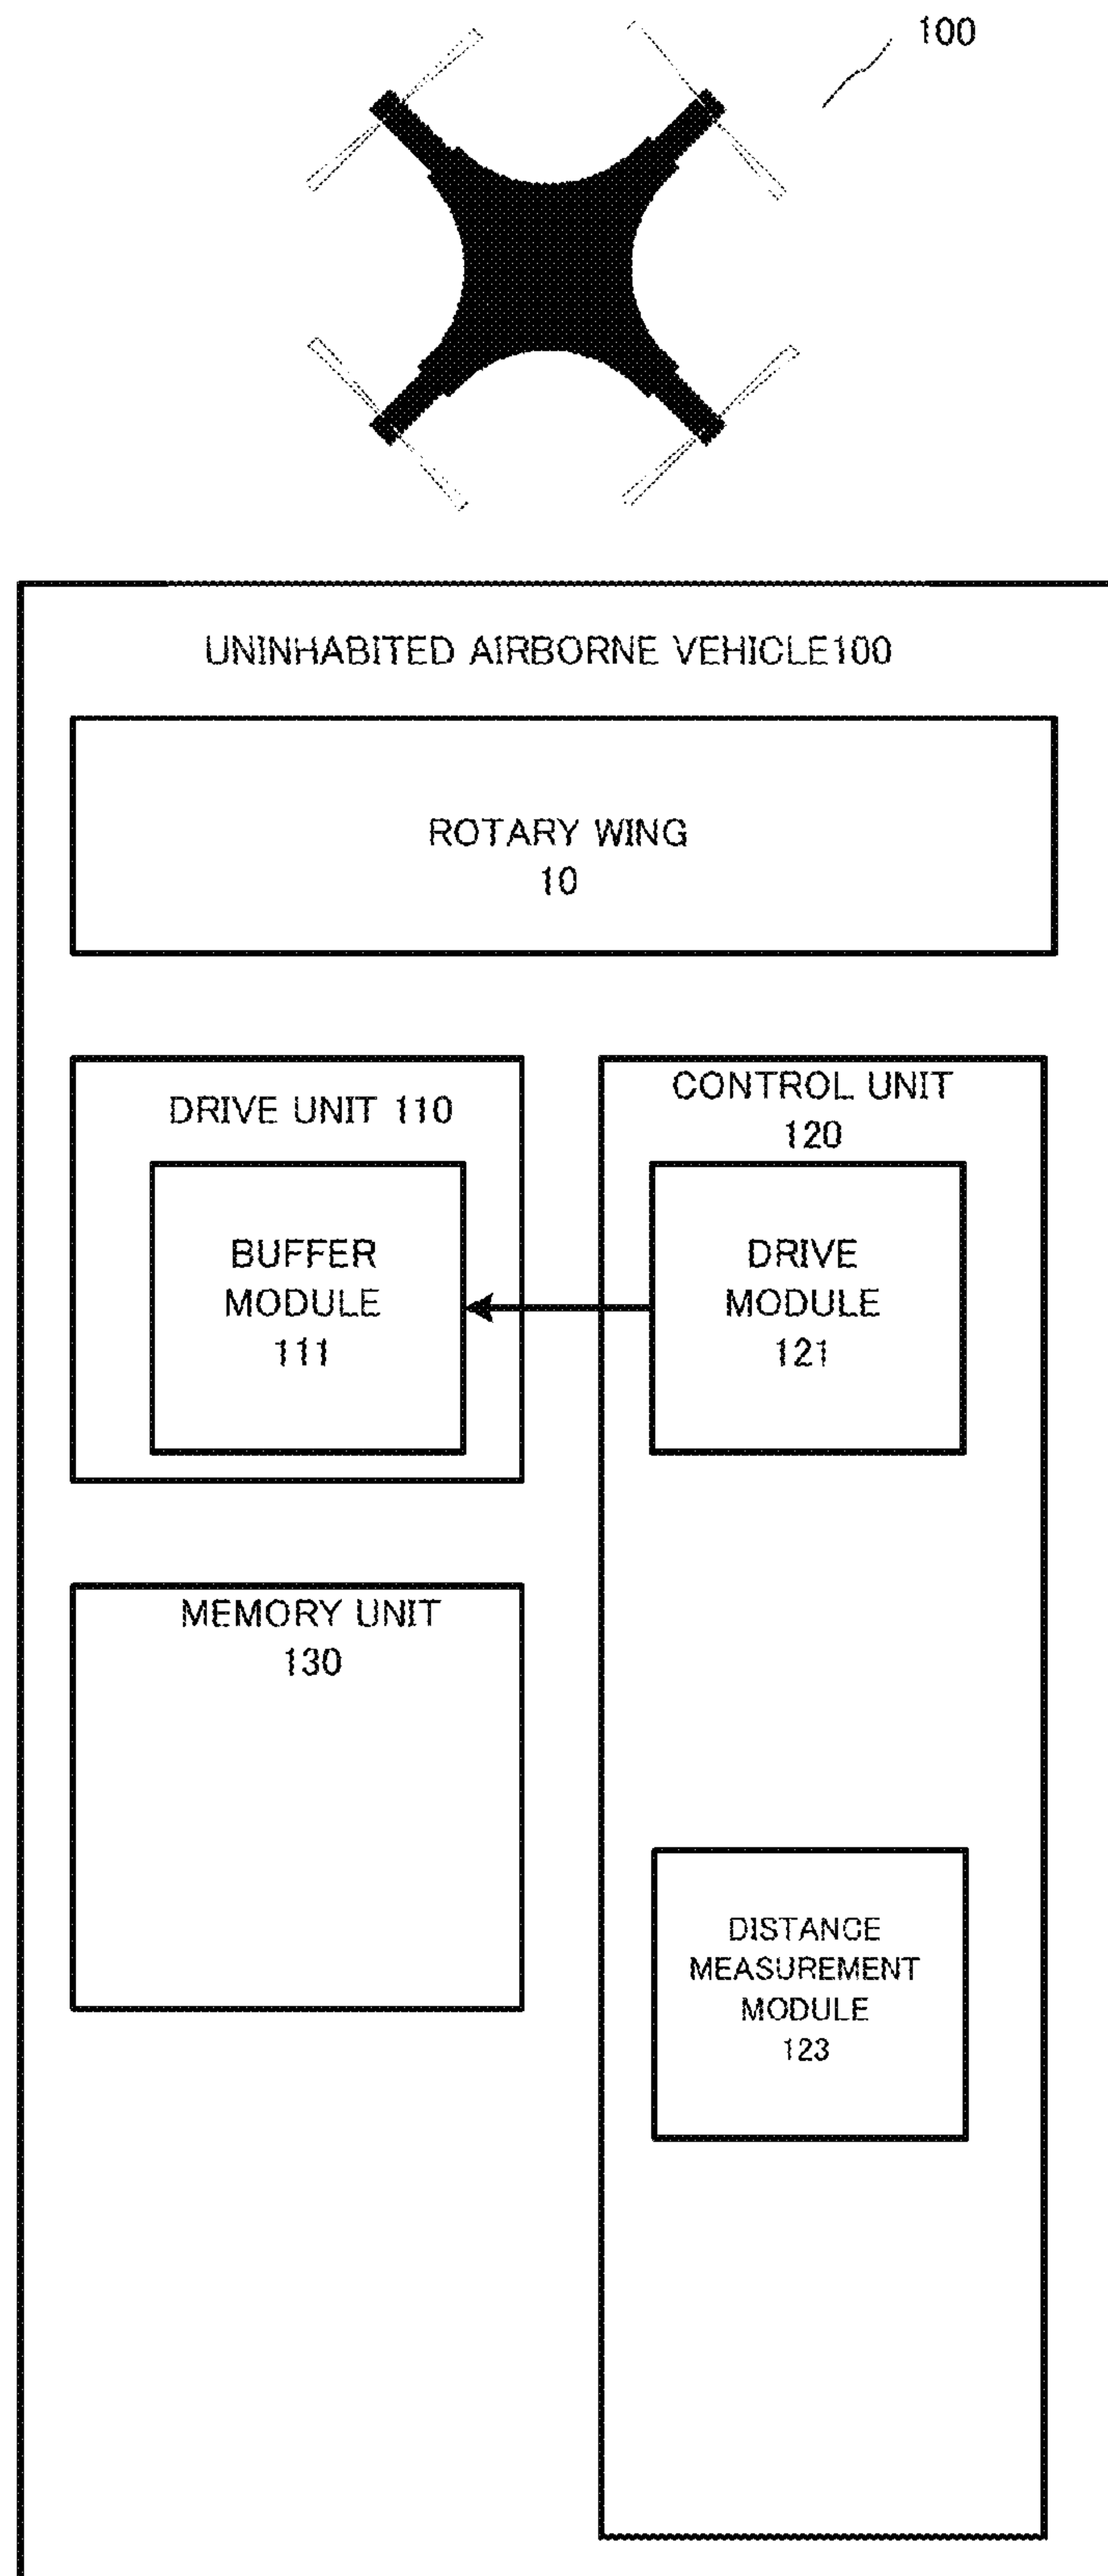 100
UNINHABITED AIRBORNE VEHICLE100
ROTARY WING
10
DRIVE UNIT 110
BUFFER
MODULE
111
CONTROL UNIT
120
DRIVE
MODULE
121
MEMORY UNIT
130
DISTANCE
MEASUREMENT
MODULE
123